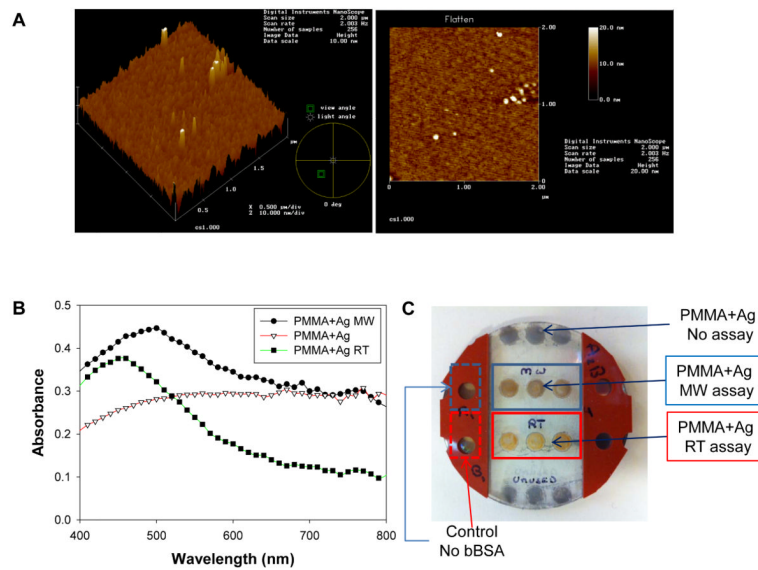 A
Digital Instruments NanoScope
Scan size 2.000 µm
Scan rate 2.003 Hz
Number of samples 256
Image Data Height
Data scale 10.00 nm
view angle
light angle
µm
0.5
1.0
1.5
X 0.500 µm/div
Z 10.000 nm/div
0 deg
cs1.000
Flatten
2.00
1.00
0
0
1.00
2.00
µm
20.0 nm
10.0 nm
0.0 nm
Digital Instruments NanoScope
Scan size 2.000 µm
Scan rate 2.003 Hz
Number of samples 256
Image Data Height
Data scale 20.00 nm
cs1.000
B
0.5
0.4
0.3
0.2
0.1
0.0
Absorbance
PMMA+Ag MW
PMMA+Ag
PMMA+Ag RT
400
500
600
700
800
Wavelength (nm)
C
PMMA+Ag
No assay
MW
PMMA+Ag
MW assay
RT
PMMA+Ag
RT assay
UNUSED
Control
No bBSA